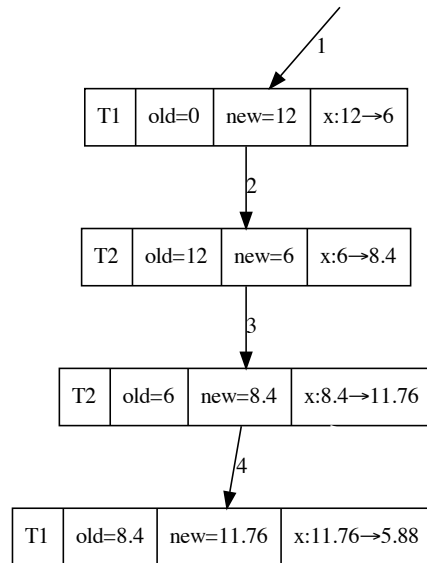 1
T1 old=0 new=12 x:12→6
2
T2 old=12 new=6 x:6→8.4
3
T2 old=6 new=8.4 x:8.4→11.76
4
T1 old=8.4 new=11.76 x:11.76→5.88